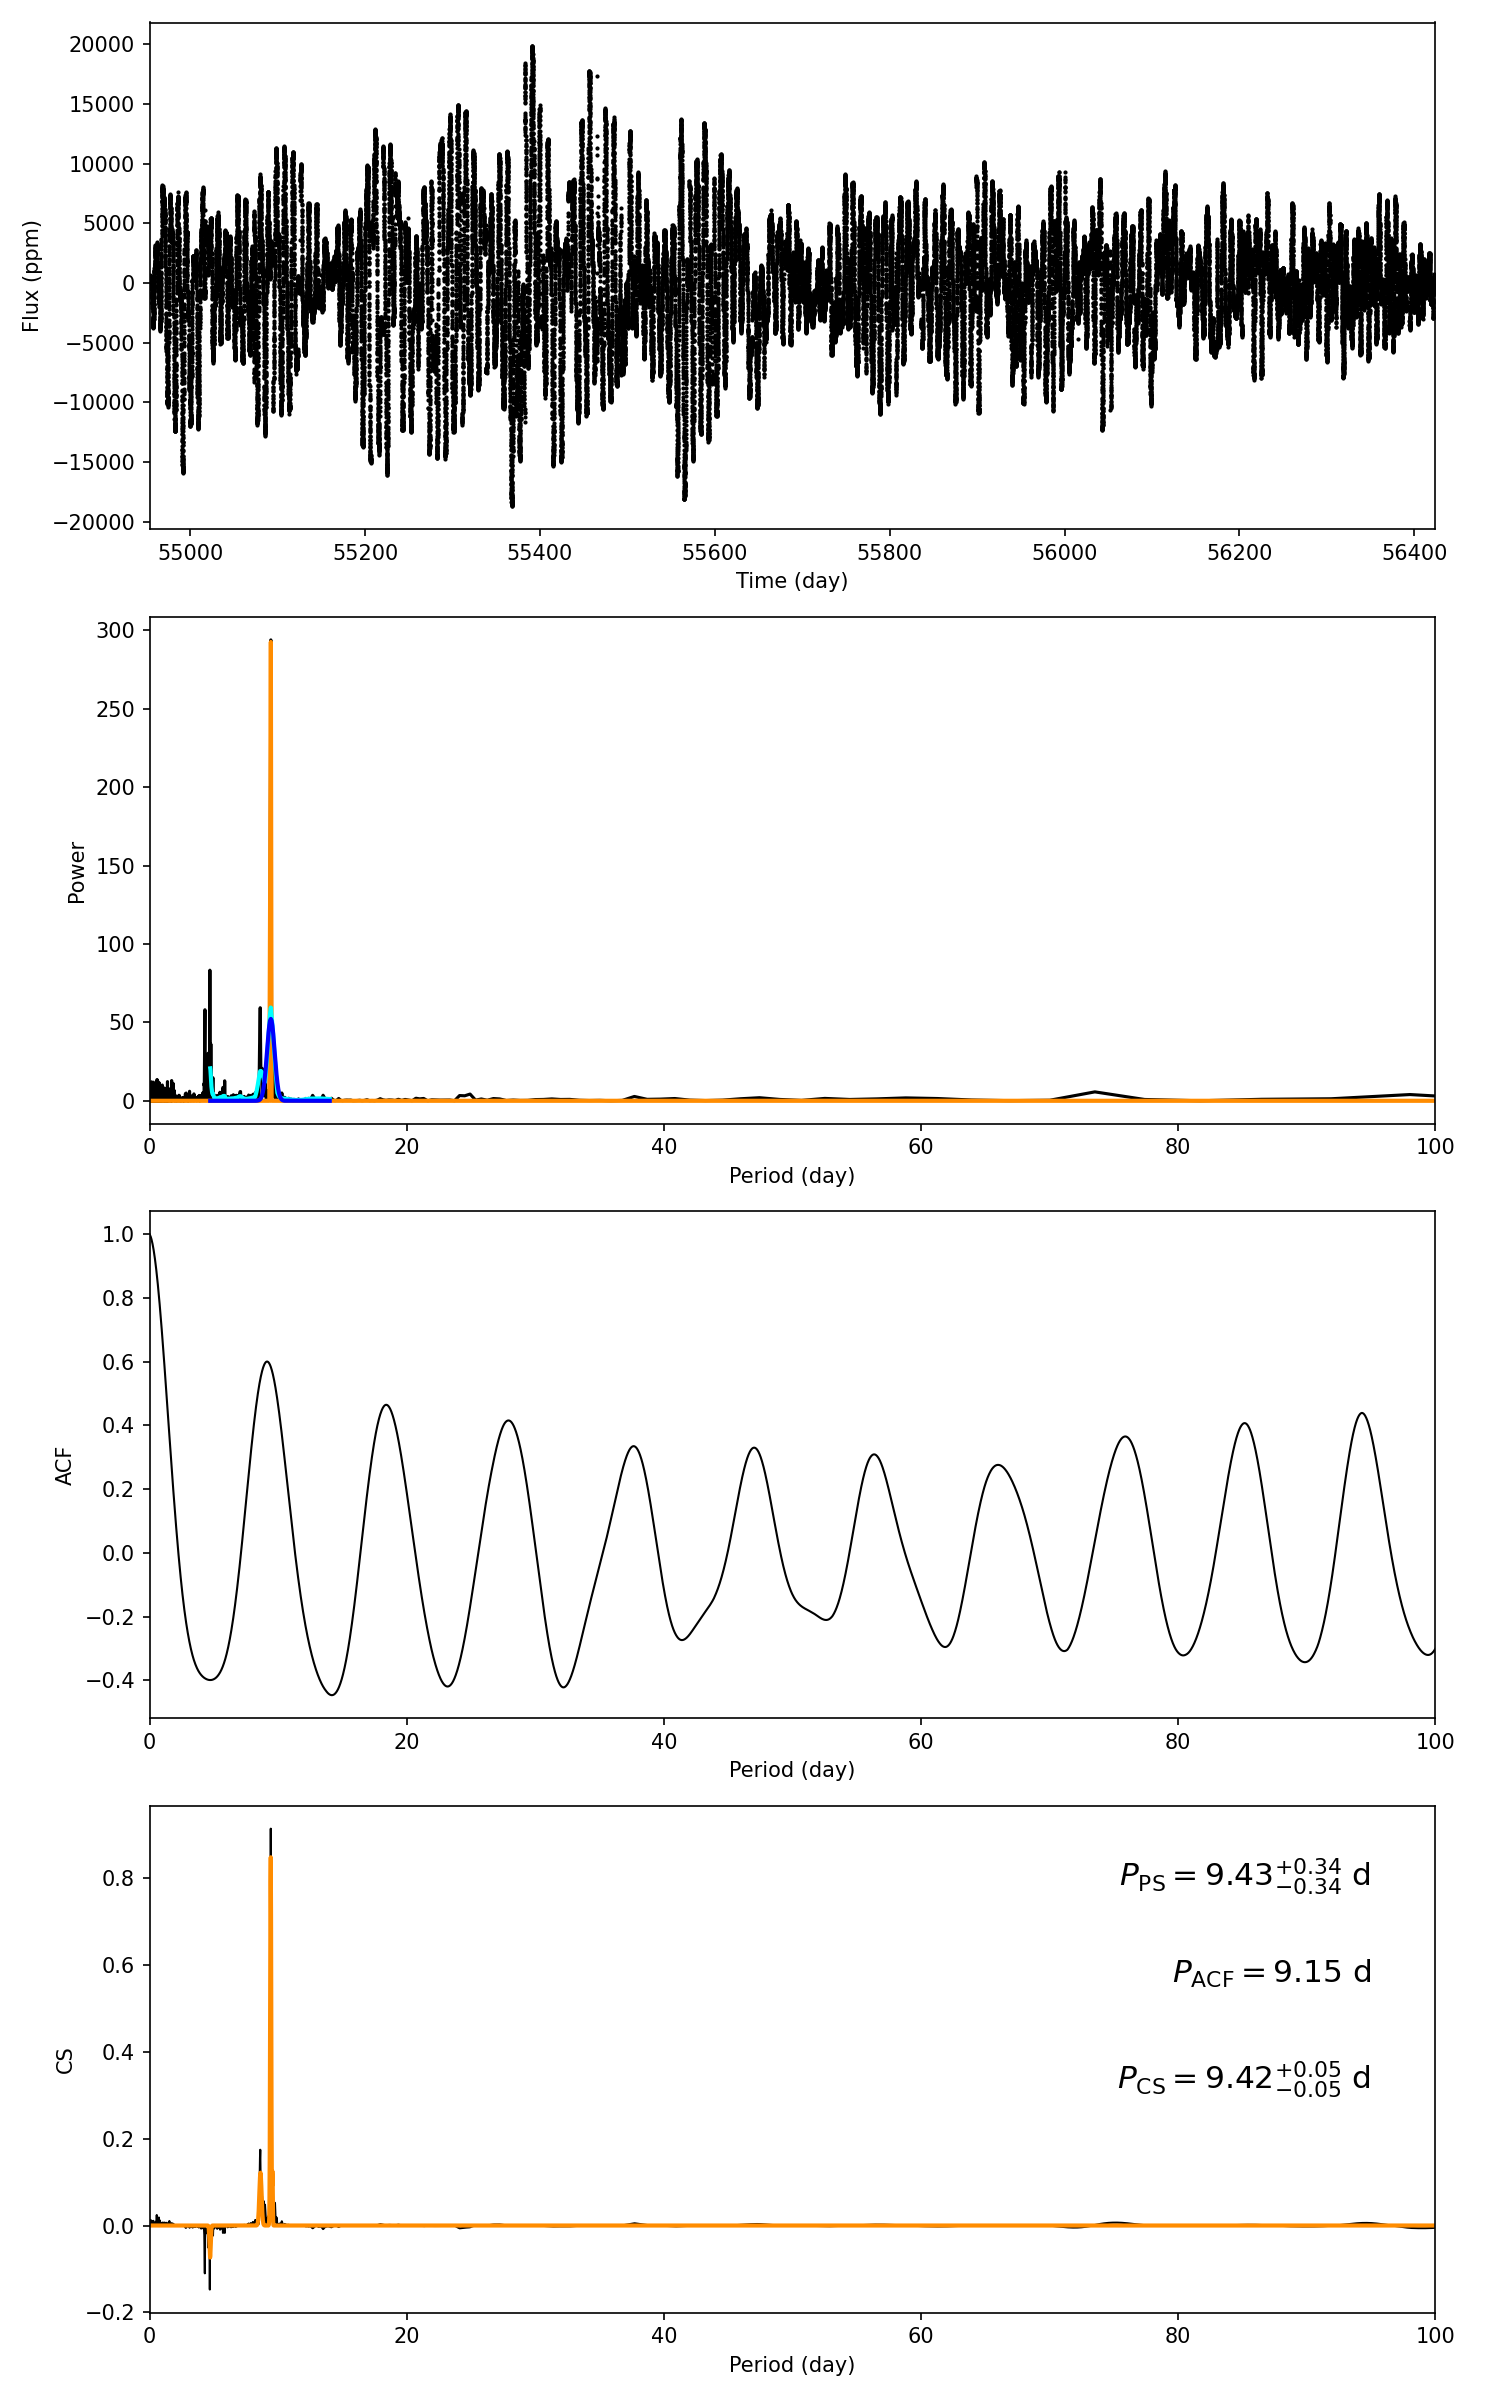 20000
15000
10000
5000
0
−5000
−10000
−15000
−20000
Flux (ppm)
55000 55200 55400 55600 55800 56000 56200 56400
Time (day)
300
250
200
150
100
50
0
Power
0 20 40 60 80 100
Period (day)
1.0
0.8
0.6
0.4
0.2
0.0
−0.2
−0.4
ACF
0 20 40 60 80 100
Period (day)
0.8
0.6
0.4
0.2
0.0
−0.2
CS
P_PS = 9.43^{+0.34}_{−0.34} d
P_ACF = 9.15 d
P_CS = 9.42^{+0.05}_{−0.05} d
0 20 40 60 80 100
Period (day)